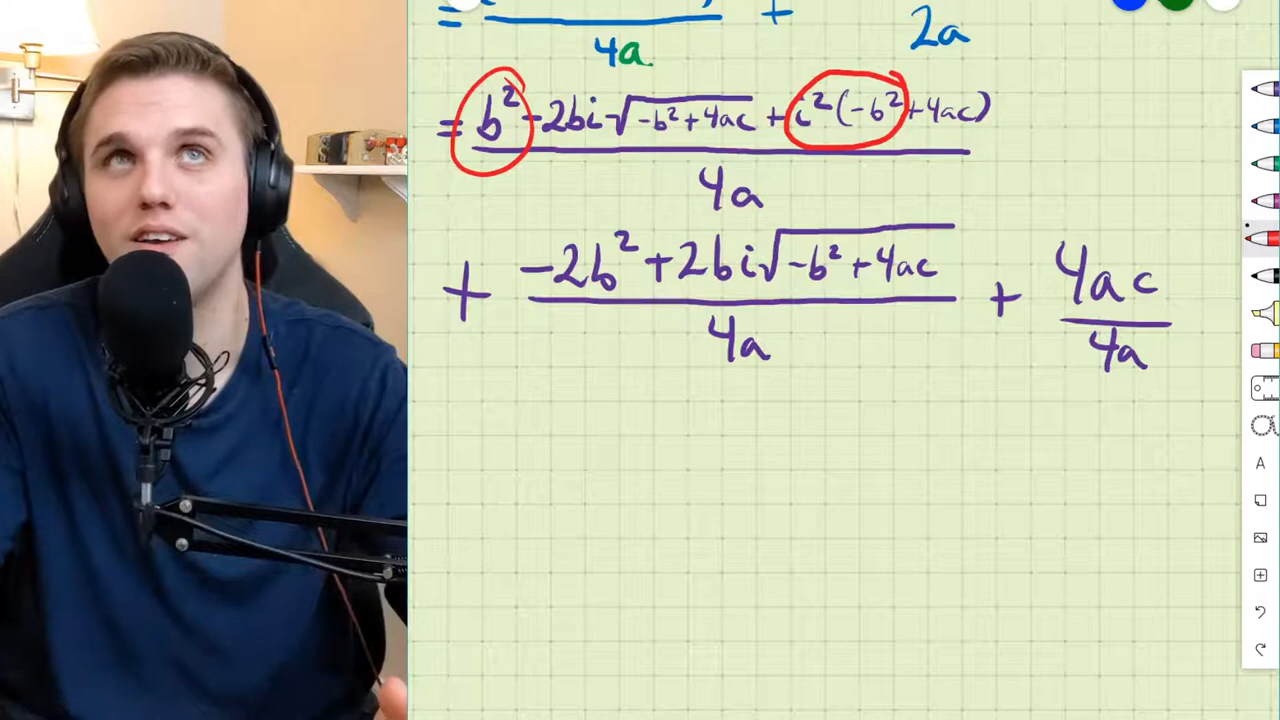 = 4a + 2a
= b² - 2bi√-b²+4ac + i²(-b²+4ac)
4a
+ -2b² + 2bi√-b²+4ac + 4ac
4a 4a
A